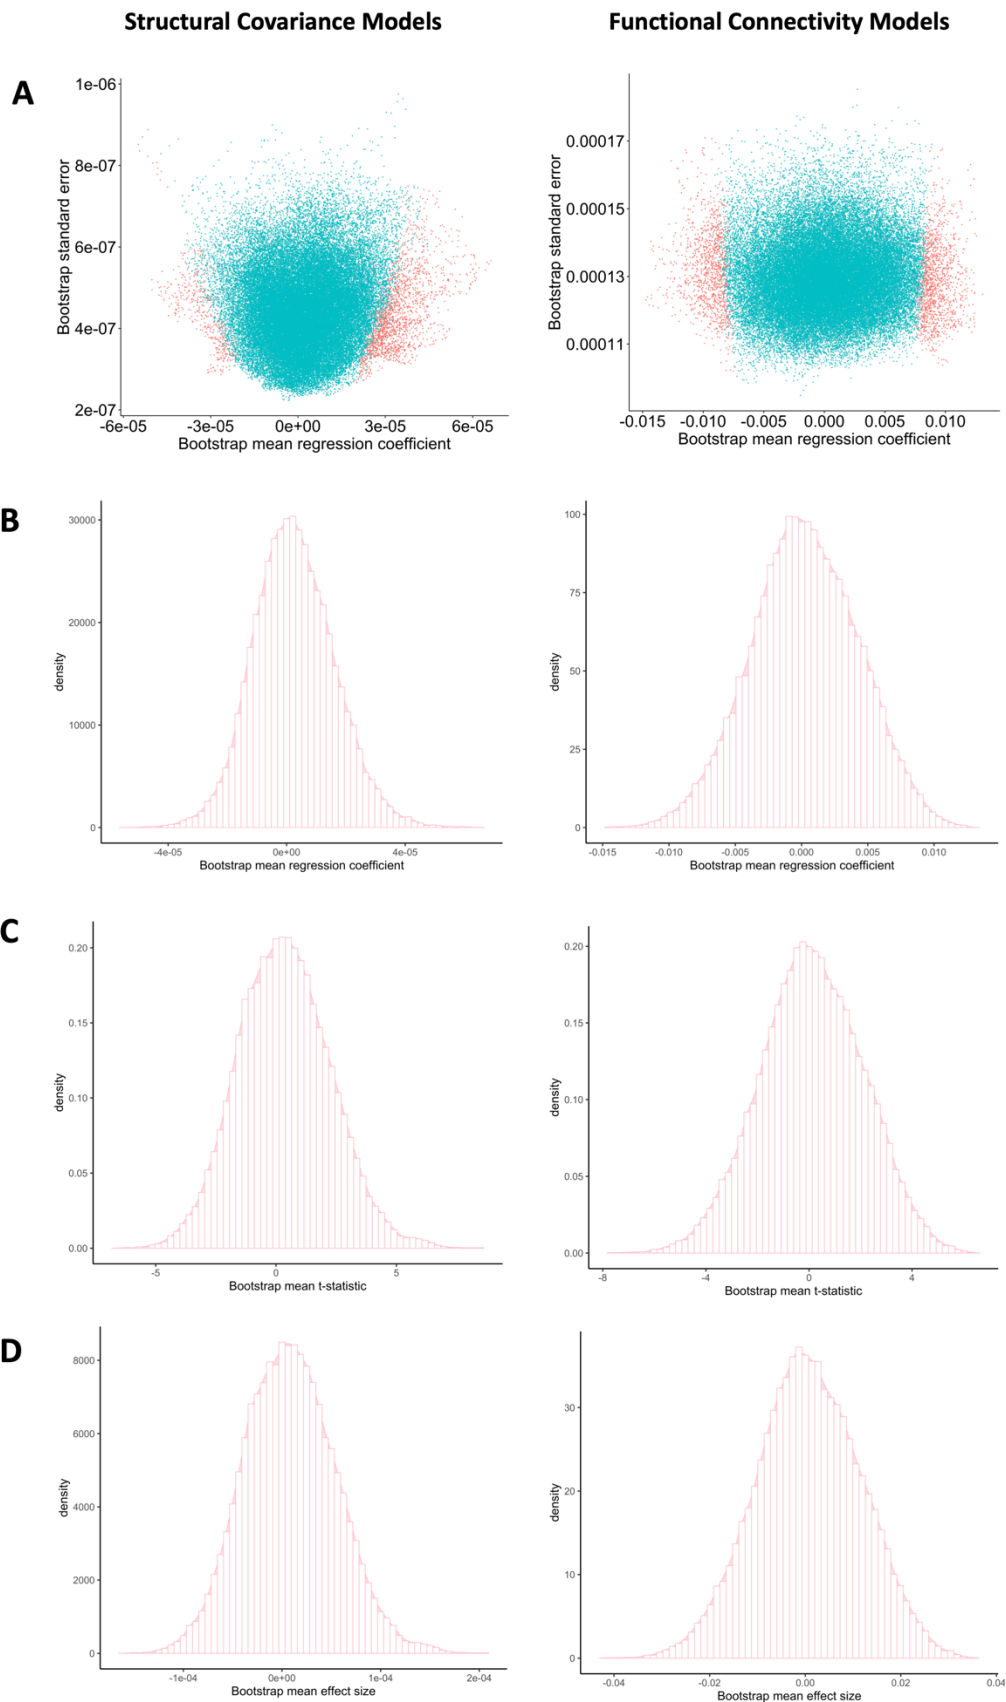 Structural Covariance Models
Functional Connectivity Models
A
1e-06
8e-07
6e-07
4e-07
2e-07
Bootstrap standard error
-6e-05 -3e-05 0e+00 3e-05 6e-05
Bootstrap mean regression coefficient
0.00017
0.00015
0.00013
0.00011
Bootstrap standard error
-0.015 -0.010 -0.005 0.000 0.005 0.010
Bootstrap mean regression coefficient
B
30000
20000
10000
0
density
-4e-05 0e+00 4e-05
Bootstrap mean regression coefficient
100
75
50
25
0
density
-0.015 -0.010 -0.005 0.000 0.005 0.010
Bootstrap mean regression coefficient
C
0.20
0.15
0.10
0.05
0.00
density
-5 0 5
Bootstrap mean t-statistic
0.20
0.15
0.10
0.05
0.00
density
-8 -4 0 4
Bootstrap mean t-statistic
D
8000
6000
4000
2000
0
density
-1e-04 0e+00 1e-04 2e-04
Bootstrap mean effect size
30
20
10
0
density
-0.04 -0.02 0.00 0.02 0.04
Bootstrap mean effect size